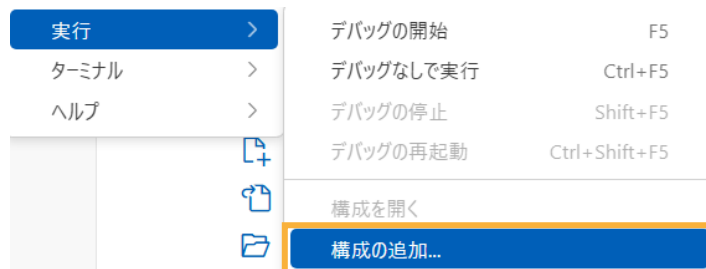 実行
ターミナル
ヘルプ
デバッグの開始 F5
デバッグなしで実行 Ctrl+F5
デバッグの停止 Shift+F5
デバッグの再起動 Ctrl+Shift+F5
構成を開く
構成の追加...